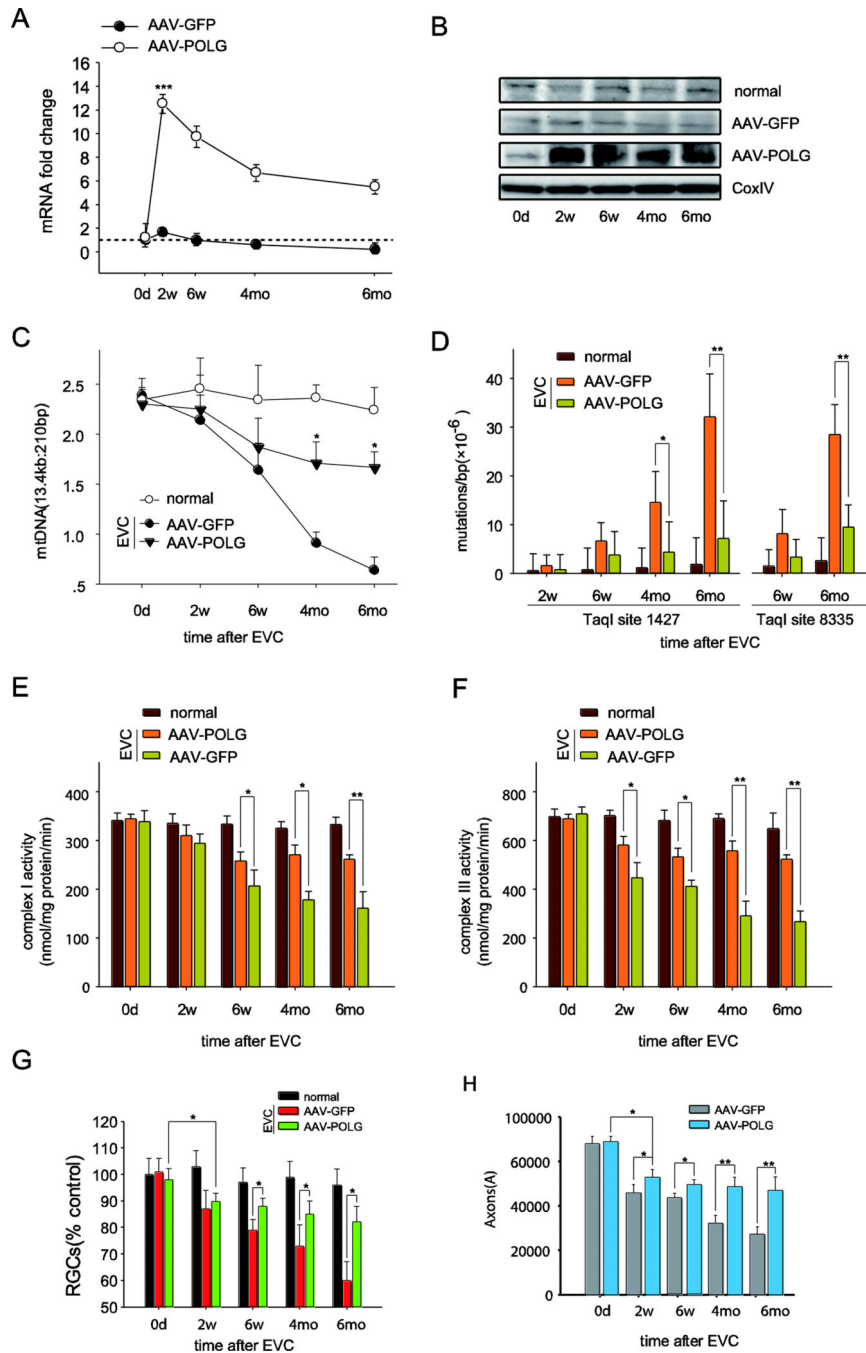 A
AAV-GFP
AAV-POLG
mRNA fold change
16
14
12
10
8
6
4
2
0
***
0d 2w 6w 4mo 6mo
B
normal
AAV-GFP
AAV-POLG
CoxIV
0d 2w 6w 4mo 6mo
C
mtDNA(13.4kb:210bp)
2.5
2.0
1.5
1.0
.5
* *
normal
EVC
AAV-GFP
AAV-POLG
0d 2w 6w 4mo 6mo
time after EVC
D
normal
EVC
AAV-GFP
AAV-POLG
mutations/bp(×10-6)
40
30
20
10
0
* ** **
2w 6w 4mo 6mo 6w 6mo
TaqI site 1427 TaqI site 8335
time after EVC
E
normal
EVC
AAV-POLG
AAV-GFP
complex I activity
(nmol/mg protein/min)
400
300
200
100
0
* * **
0d 2w 6w 4mo 6mo
time after EVC
F
normal
EVC
AAV-POLG
AAV-GFP
complex III activity
(nmol/mg protein/min)
800
600
400
200
0
* * ** **
0d 2w 6w 4mo 6mo
time after EVC
G
normal
EVC
AAV-GFP
AAV-POLG
RGCs(% control)
120
110
100
90
80
70
60
50
* * * *
0d 2w 6w 4mo 6mo
time after EVC
H
AAV-GFP
AAV-POLG
Axons(A)
100000
80000
60000
40000
20000
0
* * * ** **
0d 2w 6w 4mo 6mo
time after EVC